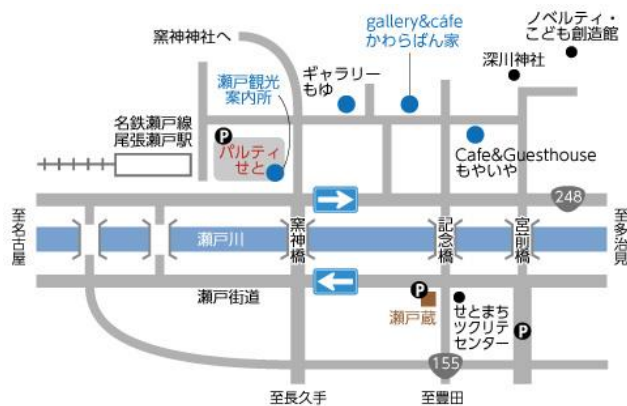 窯神神社へ
gallery&cáfe
かわらばん家
ノベルティ・
こども創造館
瀬戸観光
案内所
ギャラリー
もゆ
深川神社
名鉄瀬戸線
尾張瀬戸駅
P
パルティ
せと
Cafe&Guesthouse
もやいや
248
至名古屋
瀬戸川
窯神橋
記念橋
宮前橋
至多治見
瀬戸街道
P
瀬戸蔵
せとまち
ツクリテ
センター
P
155
至長久手
至豊田